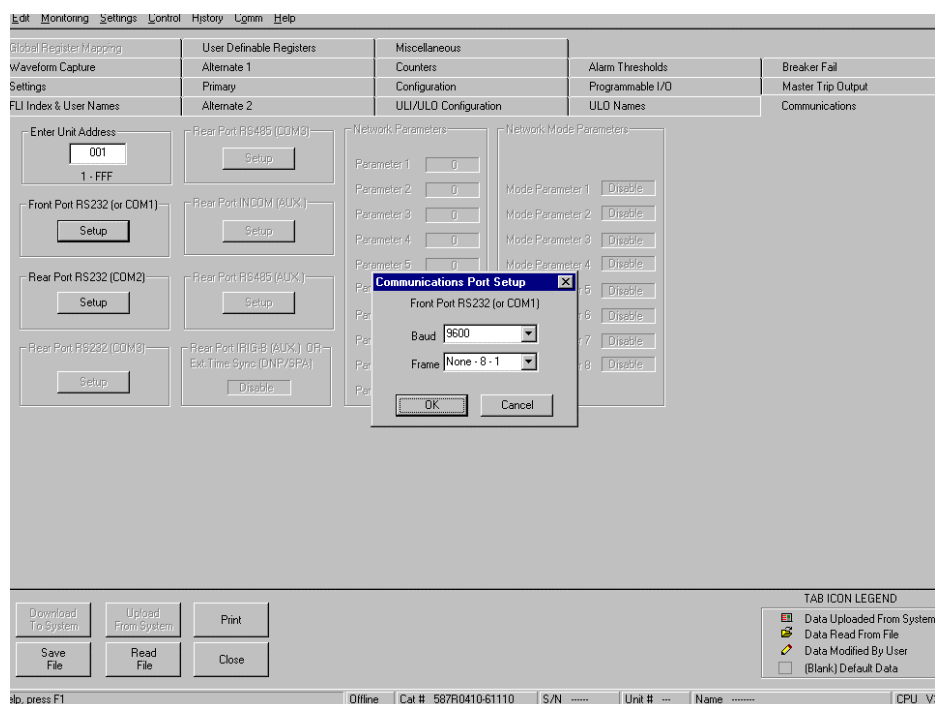 Edit Monitoring Settings Control History Comm Help
Global Register Mapping User Definable Registers Miscellaneous
Waveform Capture Alternate 1 Counters Alarm Thresholds Breaker Fail
Settings Primary Configuration Programmable I/O Master Trip Output
FLI Index & User Names Alternate 2 ULI/ULO Configuration ULO Names Communications
Enter Unit Address
001
1 - FFF
Front Port RS232 (or COM1)
Setup
Rear Port RS232 (COM2)
Setup
Rear Port RS232 (COM3)
Setup
Rear Port RS485 (COM3)
Setup
Rear Port INCOM (AUX.)
Setup
Rear Port RS485 (AUX.)
Setup
Rear Port IRIG-B (AUX.) OR
Ext. Time Sync (DNP/SPA)
Disable
Network Parameters
Parameter 1 0
Parameter 2 0
Parameter 3 0
Parameter 4 0
Parameter 5 0
Network Mode Parameters
Mode Parameter 1 Disable
Mode Parameter 2 Disable
Mode Parameter 3 Disable
Mode Parameter 4 Disable
5 Disable
6 Disable
7 Disable
8 Disable
Communications Port Setup
Front Port RS232 (or COM1)
Baud 9600
Frame None - 8 - 1
OK Cancel
Download
To System
Upload
From System
Print
Save
File
Read
File
Close
TAB ICON LEGEND
Data Uploaded From System
Data Read From File
Data Modified By User
(Blank) Default Data
elp, press F1 Offline Cat # 587R0410-61110 S/N ------ Unit # --- Name ------- CPU V